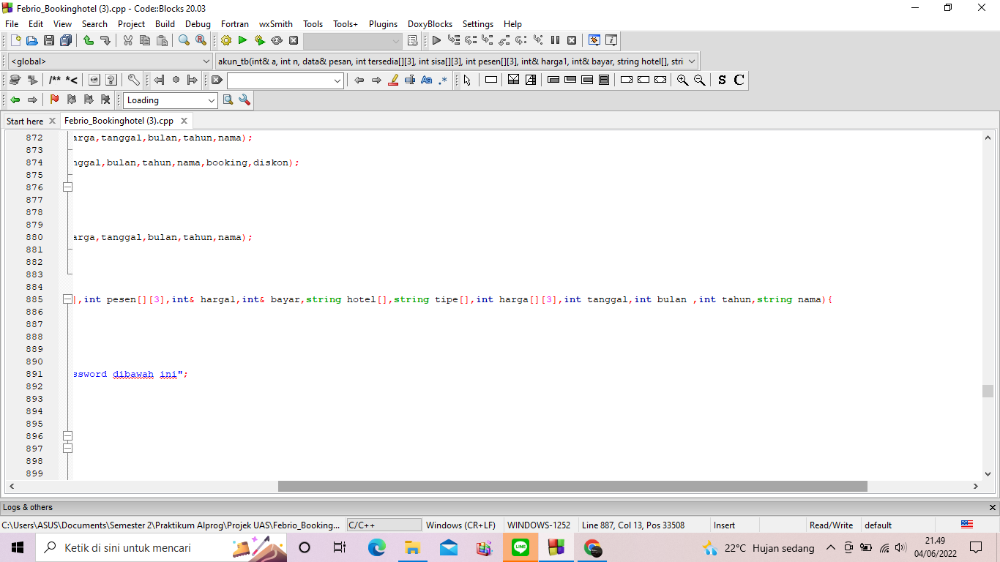 Febrio_Bookinghotel (3).cpp - Code::Blocks 20.03
File Edit View Search Project Build Debug Fortran wxSmith Tools Tools+ Plugins DoxyBlocks Settings Help
<global> akun_tb(int& a, int n, data& pesan, int tersedia[][3], int sisa[][3], int pesen[][3], int& harga1, int& bayar, string hotel[], stri
/** *< S C
Loading
Start here Febrio_Bookinghotel (3).cpp
872 arga,tanggal,bulan,tahun,nama);
873
874 nggal,bulan,tahun,nama,booking,diskon);
875
876
877
878
879
880 arga,tanggal,bulan,tahun,nama);
881
882
883
884
885 ],int pesen[][3],int& harga1,int& bayar,string hotel[],string tipe[],int harga[][3],int tanggal,int bulan ,int tahun,string nama){
886
887
888
889
890
891 ssword dibawah ini";
892
893
894
895
896
897
898
899
Logs & others
C:\Users\ASUS\Documents\Semester 2\Praktikum Alprog\Projek UAS\Febrio_Booking... C/C++ Windows (CR+LF) WINDOWS-1252 Line 887, Col 13, Pos 33508 Insert Read/Write default
Ketik di sini untuk mencari LINE 22°C Hujan sedang 21.49
04/06/2022